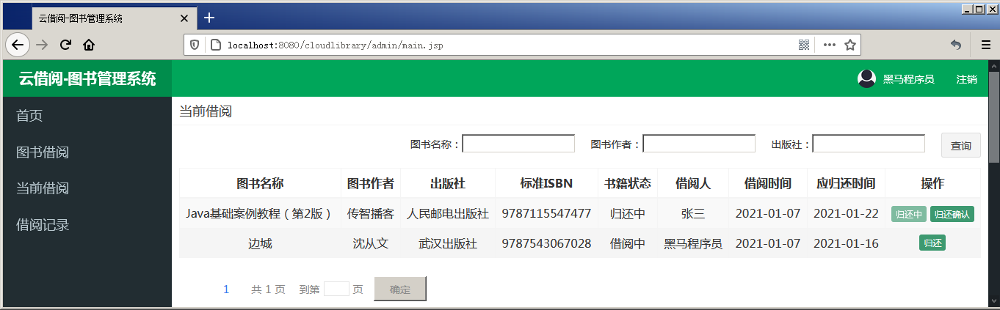 云借阅-图书管理系统
localhost:8080/cloudlibrary/admin/main.jsp
云借阅-图书管理系统 黑马程序员 注销
首页
图书借阅
当前借阅
借阅记录
当前借阅
图书名称： 图书作者： 出版社： 查询
图书名称 图书作者 出版社 标准ISBN 书籍状态 借阅人 借阅时间 应归还时间 操作
Java基础案例教程（第2版） 传智播客 人民邮电出版社 9787115547477 归还中 张三 2021-01-07 2021-01-22 归还中 归还确认
边城 沈从文 武汉出版社 9787543067028 借阅中 黑马程序员 2021-01-07 2021-01-16 归还
1 共 1 页 到第 页 确定